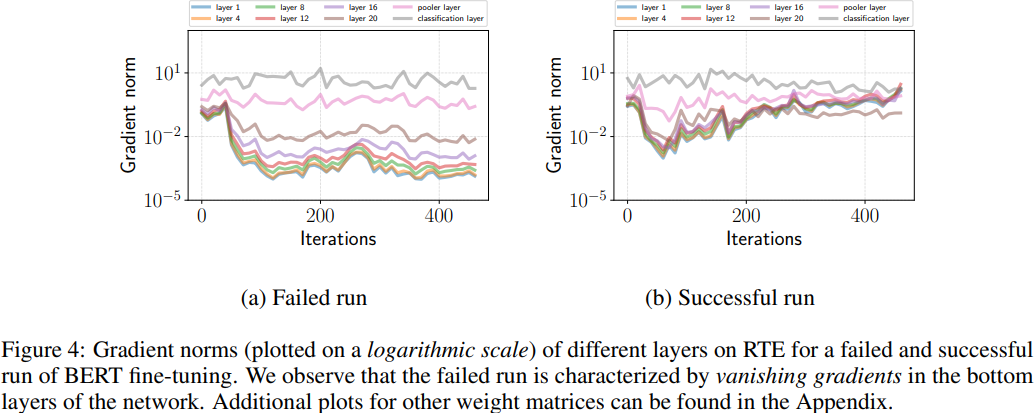 layer 1 layer 8 layer 16 pooler layer
layer 4 layer 12 layer 20 classification layer
Gradient norm
10^1
10^-2
10^-5
0 200 400
Iterations
(a) Failed run
layer 1 layer 8 layer 16 pooler layer
layer 4 layer 12 layer 20 classification layer
Gradient norm
10^1
10^-2
10^-5
0 200 400
Iterations
(b) Successful run
Figure 4: Gradient norms (plotted on a logarithmic scale) of different layers on RTE for a failed and successful
run of BERT fine-tuning. We observe that the failed run is characterized by vanishing gradients in the bottom
layers of the network. Additional plots for other weight matrices can be found in the Appendix.